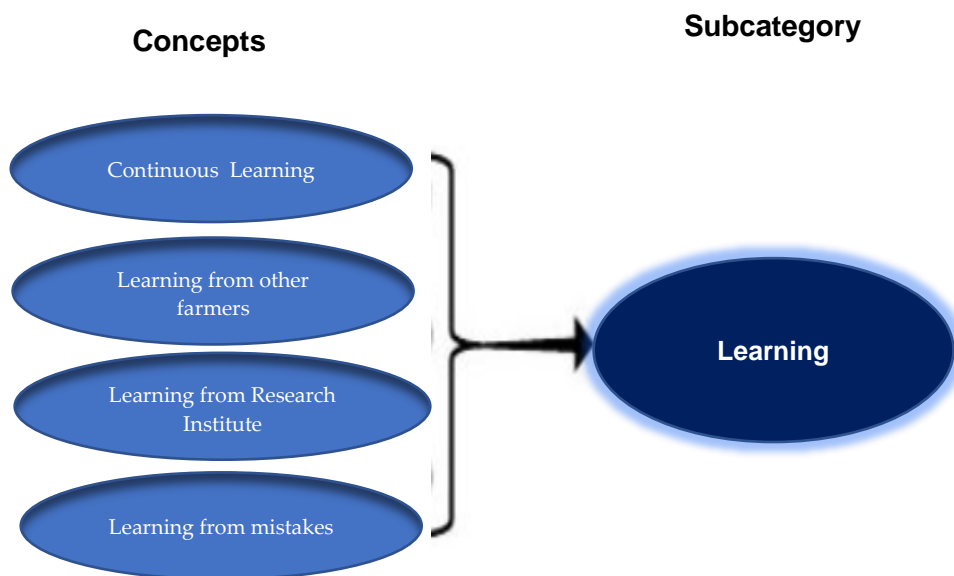 Concepts
Subcategory
Continuous Learning
Learning from other
farmers
Learning from Research
Institute
Learning from mistakes
Learning